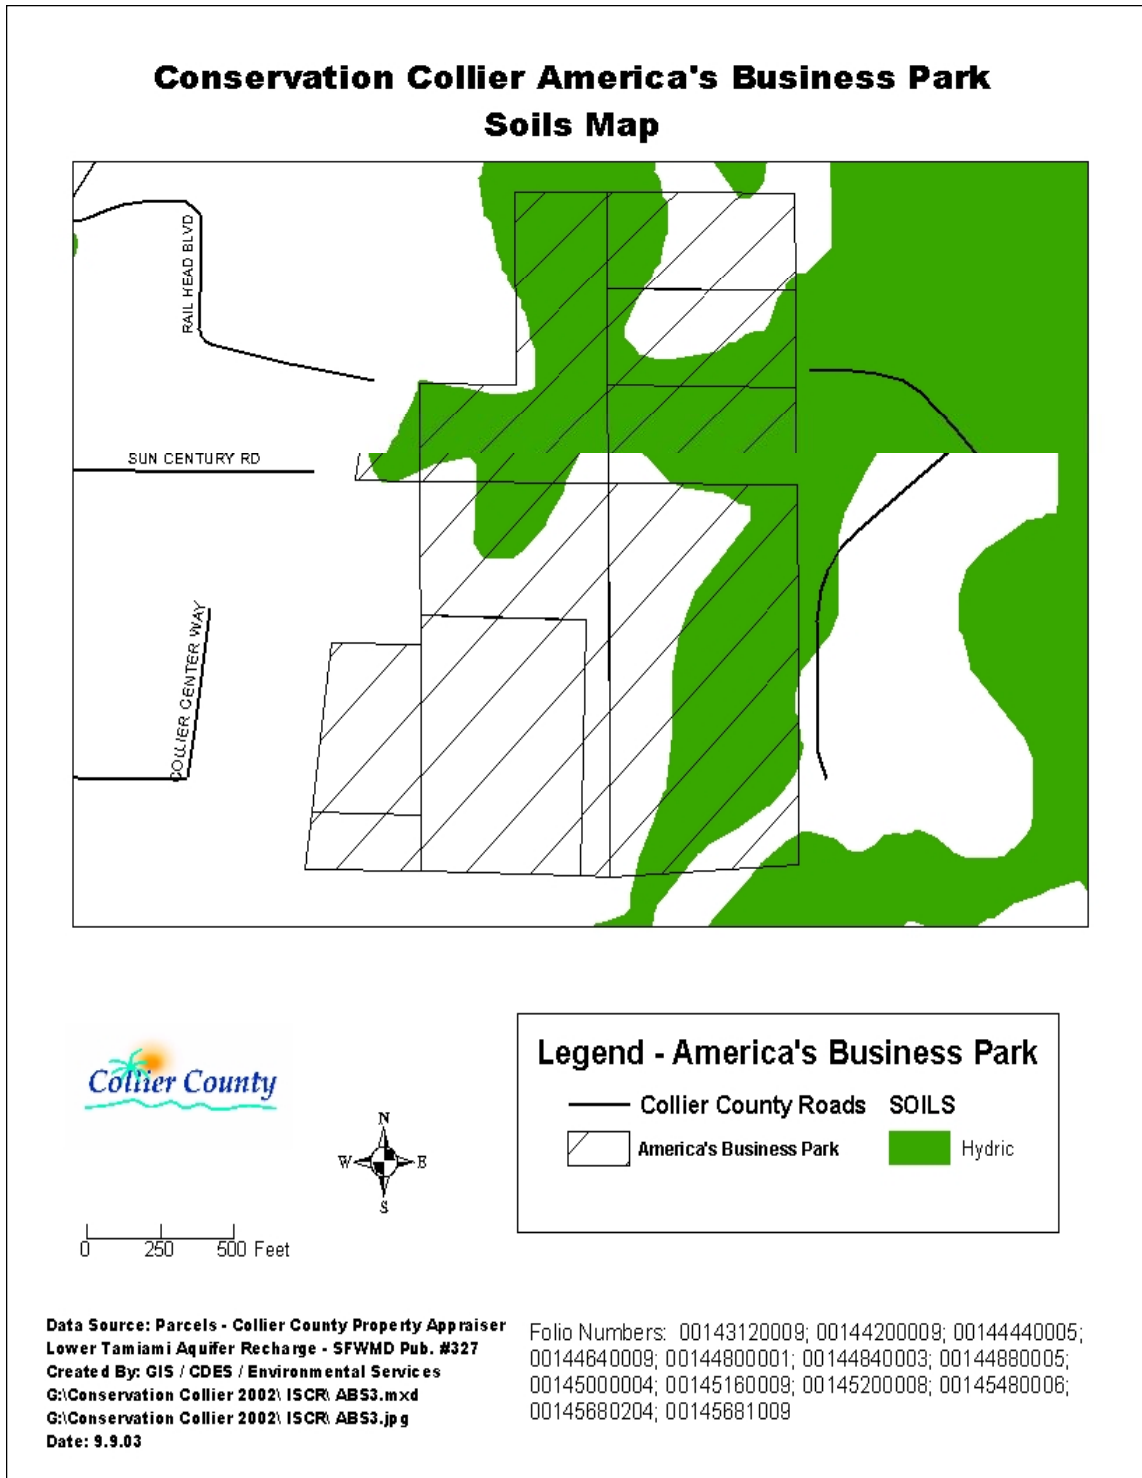 Conservation Collier America's Business Park
Soils Map
RAIL HEAD BLVD
SUN CENTURY RD
COLLIER CENTER WAY
Collier County
N
W E
S
0 250 500 Feet
Legend - America's Business Park
Collier County Roads SOILS
America's Business Park Hydric
Data Source: Parcels - Collier County Property Appraiser
Lower Tamiami Aquifer Recharge - SFWMD Pub. #327
Created By: GIS / CDES / Environmental Services
G:\Conservation Collier 2002\ ISCR\ ABS3.mxd
G:\Conservation Collier 2002\ ISCR\ ABS3.jpg
Date: 9.9.03
Folio Numbers: 00143120009; 00144200009; 00144440005;
00144640009; 00144800001; 00144840003; 00144880005;
00145000004; 00145160009; 00145200008; 00145480006;
00145680204; 00145681009